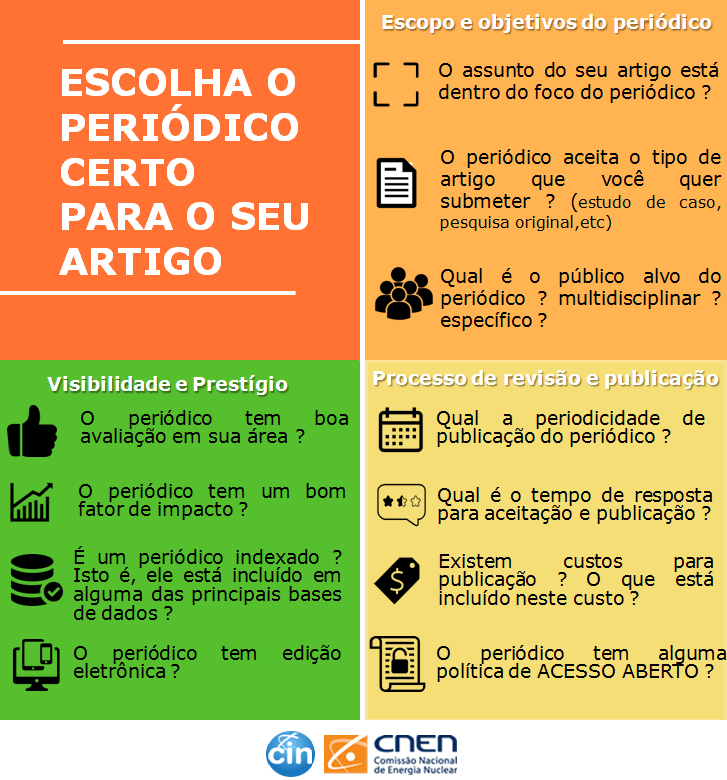 ESCOLHA O
PERIÓDICO
CERTO
PARA O SEU
ARTIGO
Escopo e objetivos do periódico
O assunto do seu artigo está
dentro do foco do periódico ?
O periódico aceita o tipo de
artigo que você quer
submeter ? (estudo de caso,
pesquisa original,etc)
Qual é o público alvo do
periódico ? multidisciplinar ?
específico ?
Visibilidade e Prestígio
O periódico tem boa
avaliação em sua área ?
O periódico tem um bom
fator de impacto ?
É um periódico indexado ?
Isto é, ele está incluído em
alguma das principais bases
de dados ?
O periódico tem edição
eletrônica ?
Processo de revisão e publicação
Qual a periodicidade de
publicação do periódico ?
Qual é o tempo de resposta
para aceitação e publicação ?
Existem custos para
publicação ? O que está
incluído neste custo ?
O periódico tem alguma
política de ACESSO ABERTO ?
cin
CNEN
Comissão Nacional
de Energia Nuclear